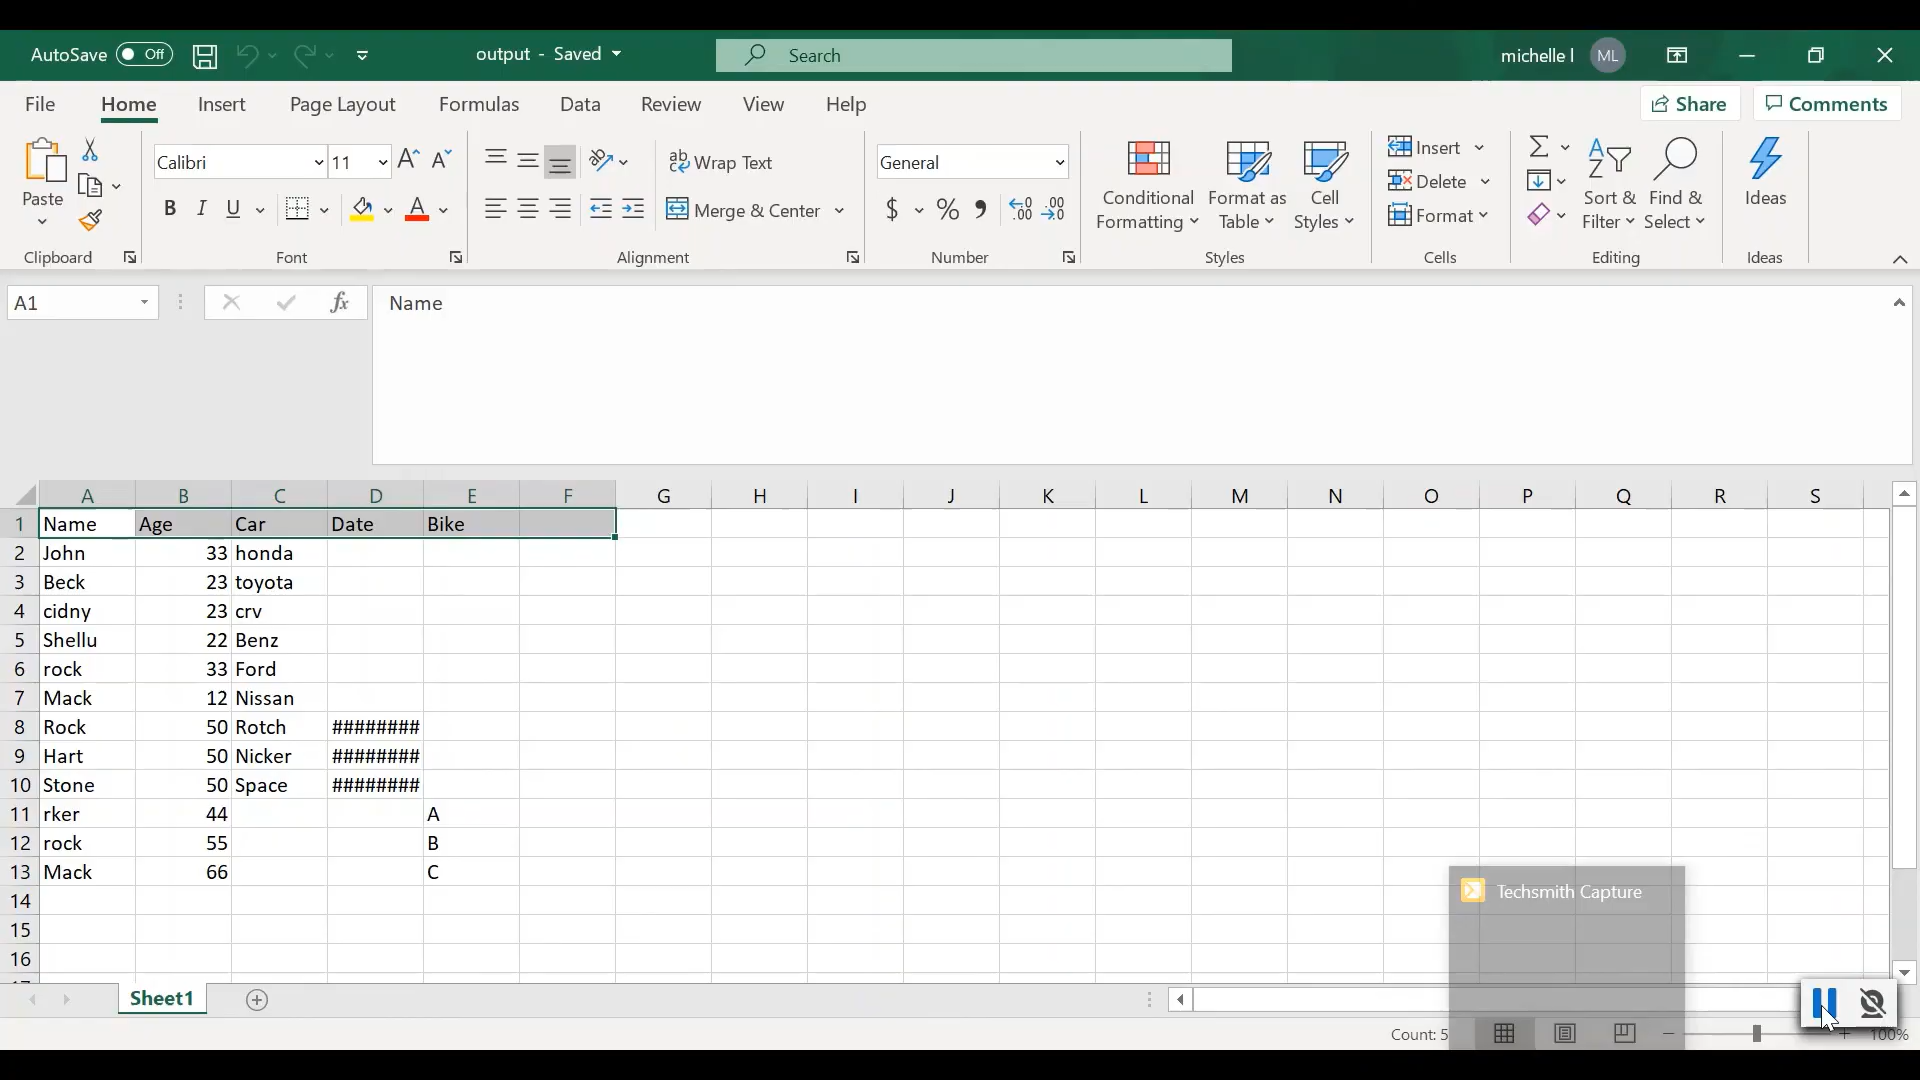 AutoSave Off output - Saved Search michelle l ML
File Home Insert Page Layout Formulas Data Review View Help Share Comments
Paste Calibri 11 Wrap Text General Conditional Formatting Format as Table Cell Styles Insert Sort & Filter Find & Select Ideas
B I U Merge & Center $ % Delete
Format
Clipboard Font Alignment Number Styles Cells Editing Ideas
A1 fx Name
A B C D E F G H I J K L M N O P Q R S
1 Name Age Car Date Bike
2 John 33 honda
3 Beck 23 toyota
4 cidny 23 crv
5 Shellu 22 Benz
6 rock 33 Ford
7 Mack 12 Nissan
8 Rock 50 Rotch ########
9 Hart 50 Nicker ########
10 Stone 50 Space ########
11 rker 44 A
12 rock 55 B
13 Mack 66 C
14
15
16
Techsmith Capture
Sheet1
Count: 5 100%